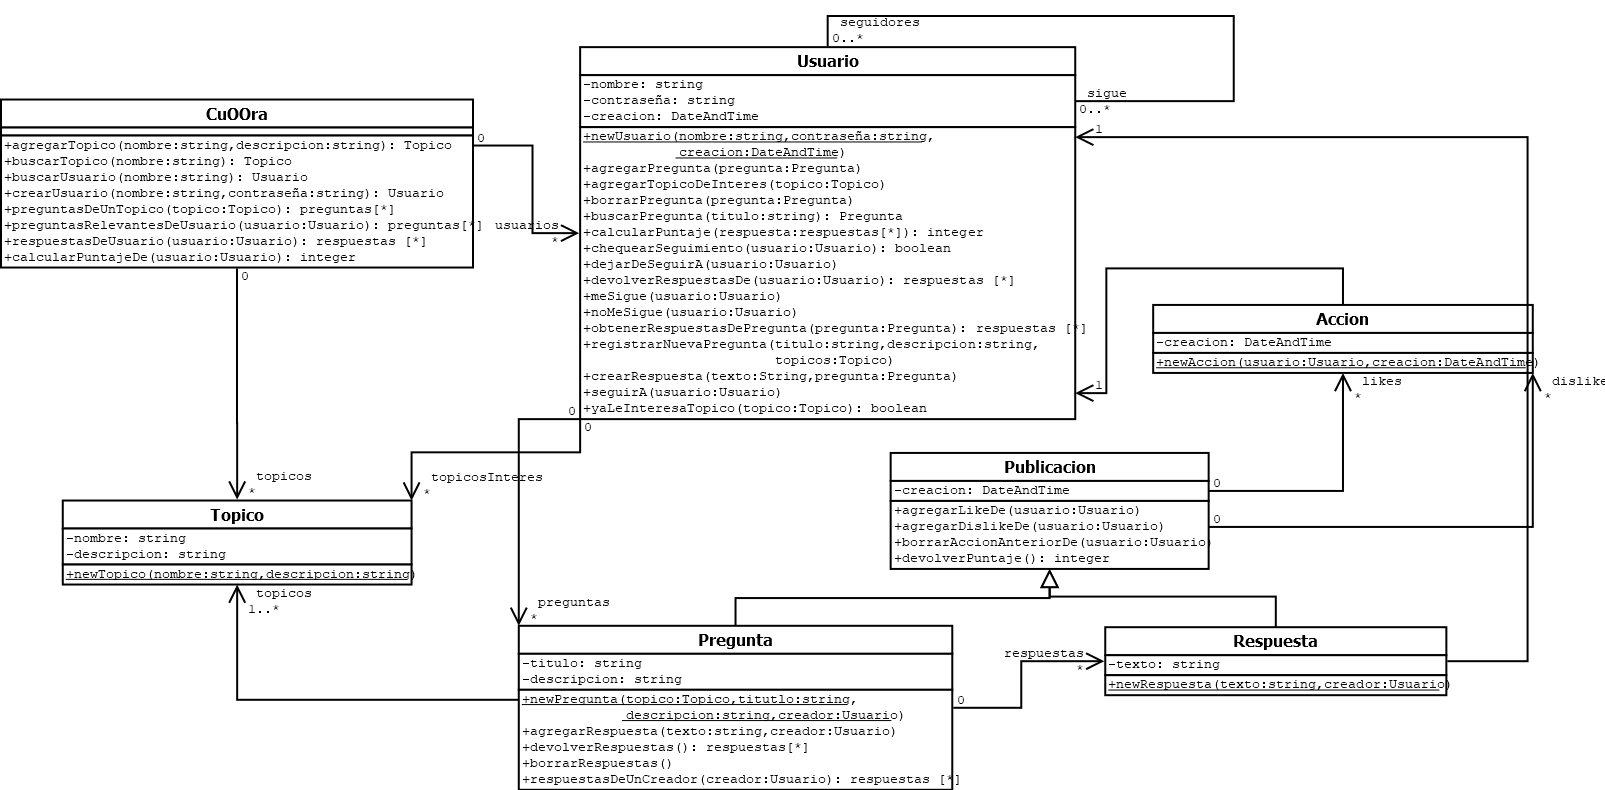 seguidores
0..*
Usuario
-nombre: string
-contraseña: string
-creacion: DateAndTime
+newUsuario(nombre:string,contraseña:string,
creacion:DateAndTime)
+agregarPregunta(pregunta:Pregunta)
+agregarTopicoDeInteres(topico:Topico)
+borrarPregunta(pregunta:Pregunta)
+buscarPregunta(titulo:string): Pregunta
+calcularPuntaje(respuesta:respuestas[*]): integer
+chequearSeguimiento(usuario:Usuario): boolean
+dejarDeSeguirA(usuario:Usuario)
+devolverRespuestasDe(usuario:Usuario): respuestas [*]
+meSigue(usuario:Usuario)
+noMeSigue(usuario:Usuario)
+obtenerRespuestasDePregunta(pregunta:Pregunta): respuestas [*]
+registrarNuevaPregunta(titulo:string,descripcion:string,
topicos:Topico)
+crearRespuesta(texto:String,pregunta:Pregunta)
+seguirA(usuario:Usuario)
+yaLeInteresaTopico(topico:Topico): boolean
sigue
0..*
1
1
CuOOra
+agregarTopico(nombre:string,descripcion:string): Topico
+buscarTopico(nombre:string): Topico
+buscarUsuario(nombre:string): Usuario
+crearUsuario(nombre:string,contraseña:string): Usuario
+preguntasDeUnTopico(topico:Topico): preguntas[*]
+preguntasRelevantesDeUsuario(usuario:Usuario): preguntas[*]
+respuestasDeUsuario(usuario:Usuario): respuestas [*]
+calcularPuntajeDe(usuario:Usuario): integer
0
usuarios
*
0
Accion
-creacion: DateAndTime
+newAccion(usuario:Usuario,creacion:DateAndTime)
likes
*
dislike
*
0
0
topicos
*
topicosInteres
*
Topico
-nombre: string
-descripcion: string
+newTopico(nombre:string,descripcion:string)
topicos
1..*
Publicacion
-creacion: DateAndTime
+agregarLikeDe(usuario:Usuario)
+agregarDislikeDe(usuario:Usuario)
+borrarAccionAnteriorDe(usuario:Usuario)
+devolverPuntaje(): integer
0
0
preguntas
*
Pregunta
-titulo: string
-descripcion: string
+newPregunta(topico:Topico,titutlo:string,
descripcion:string,creador:Usuario)
+agregarRespuesta(texto:string,creador:Usuario)
+devolverRespuestas(): respuestas[*]
+borrarRespuestas()
+respuestasDeUnCreador(creador:Usuario): respuestas [*]
0
respuestas
*
Respuesta
-texto: string
+newRespuesta(texto:string,creador:Usuario)